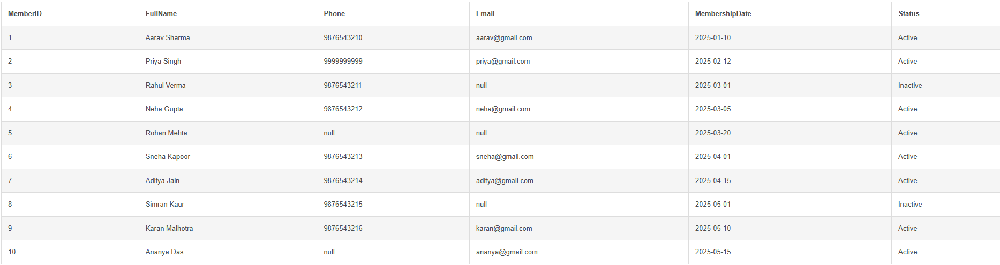 MemberID FullName Phone Email MembershipDate Status
1 Aarav Sharma 9876543210 aarav@gmail.com 2025-01-10 Active
2 Priya Singh 9999999999 priya@gmail.com 2025-02-12 Active
3 Rahul Verma 9876543211 null 2025-03-01 Inactive
4 Neha Gupta 9876543212 neha@gmail.com 2025-03-05 Active
5 Rohan Mehta null null 2025-03-20 Active
6 Sneha Kapoor 9876543213 sneha@gmail.com 2025-04-01 Active
7 Aditya Jain 9876543214 aditya@gmail.com 2025-04-15 Active
8 Simran Kaur 9876543215 null 2025-05-01 Inactive
9 Karan Malhotra 9876543216 karan@gmail.com 2025-05-10 Active
10 Ananya Das null ananya@gmail.com 2025-05-15 Active